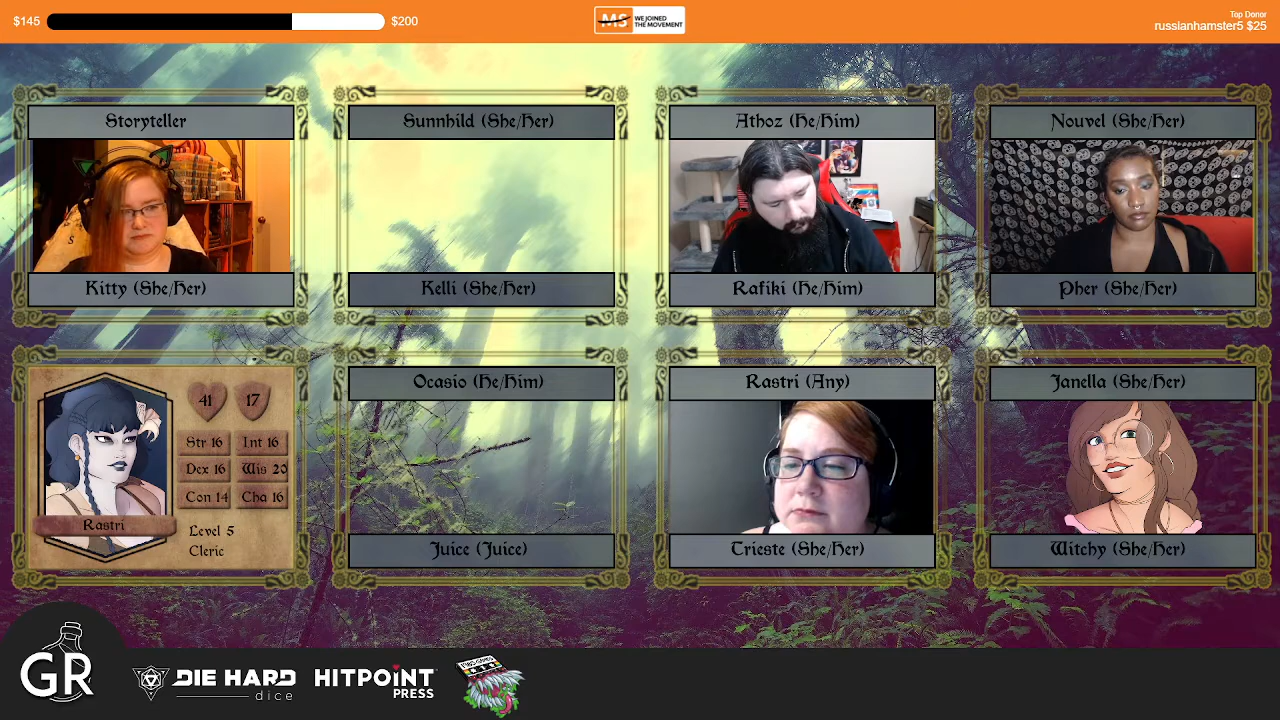 $145
$200
MS
WE JOINED
THE MOVEMENT
Top Donor
russianhamster5 $25
Storyteller
Kitty (She/Her)
Sunnhild (She/Her)
Kelli (She/Her)
Athoz (He/Him)
Rafiki (He/Him)
Nouvel (She/Her)
Pher (She/Her)
41
17
Str 16
Int 16
Dex 16
Wis 20
Con 14
Cha 16
Rastri
Level 5
Cleric
Ocasio (He/Him)
Juice (Juice)
Rastri (Any)
Trieste (She/Her)
Janella (She/Her)
Witchy (She/Her)
GR
DIE HARD
dice
HITPOINT
PRESS